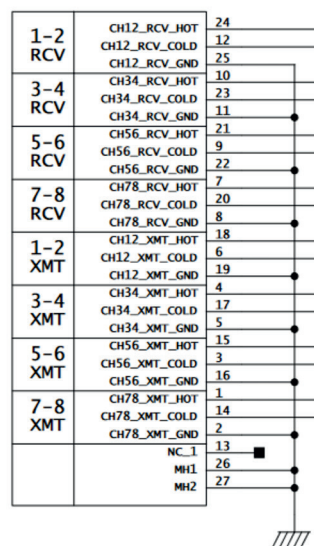 1-2 RCV CH12_RCV_HOT 24
CH12_RCV_COLD 12
CH12_RCV_GND 25
3-4 RCV CH34_RCV_HOT 10
CH34_RCV_COLD 23
CH34_RCV_GND 11
5-6 RCV CH56_RCV_HOT 21
CH56_RCV_COLD 9
CH56_RCV_GND 22
7-8 RCV CH78_RCV_HOT 7
CH78_RCV_COLD 20
CH78_RCV_GND 8
1-2 XMT CH12_XMT_HOT 18
CH12_XMT_COLD 6
CH12_XMT_GND 19
3-4 XMT CH34_XMT_HOT 4
CH34_XMT_COLD 17
CH34_XMT_GND 5
5-6 XMT CH56_XMT_HOT 15
CH56_XMT_COLD 3
CH56_XMT_GND 16
7-8 XMT CH78_XMT_HOT 1
CH78_XMT_COLD 14
CH78_XMT_GND 2
NC_1 13
MH1 26
MH2 27